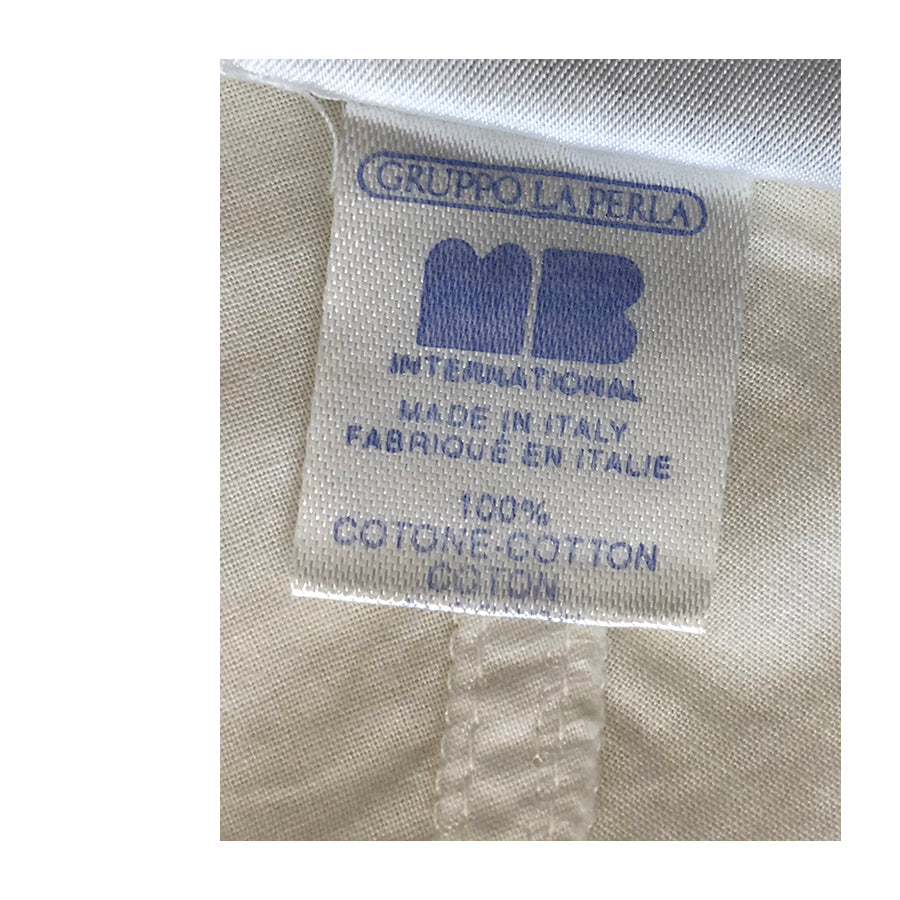 GRUPPO LA PERLA
MB
INTERNATIONAL
MADE IN ITALY
FABRIQUÉ EN ITALIE
100%
COTONE-COTTON
COTON